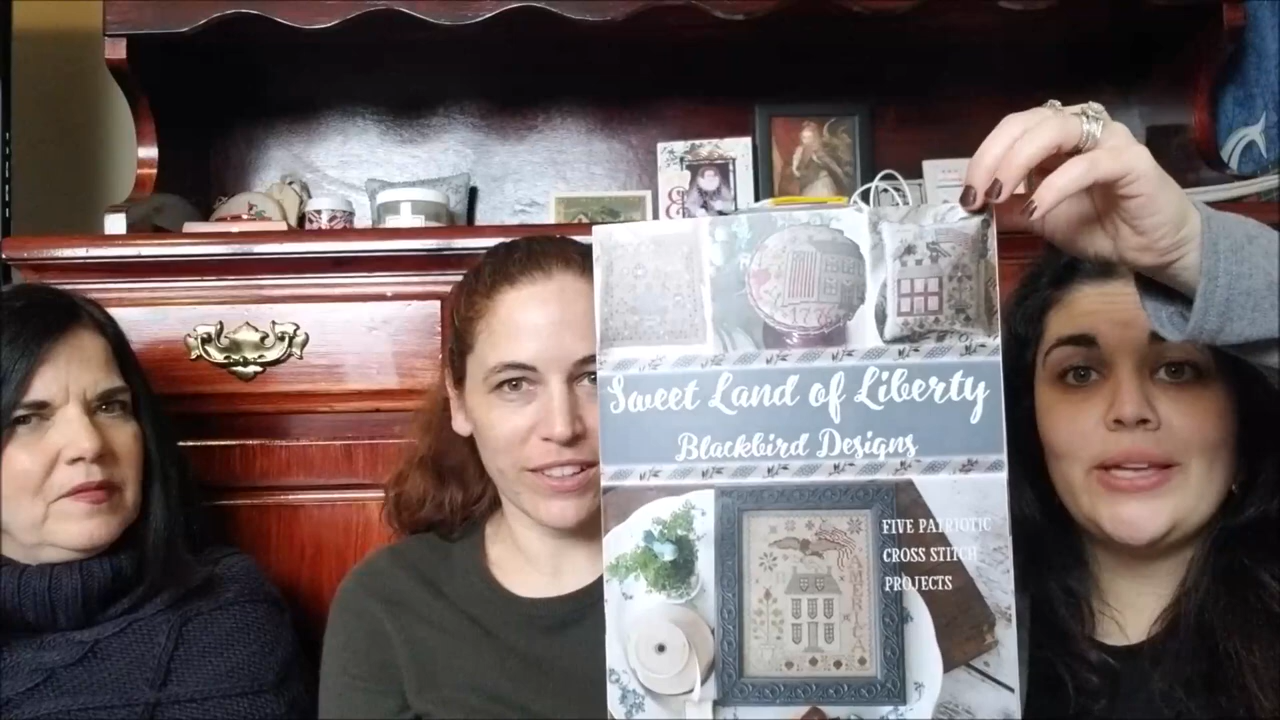 1776
Sweet Land of Liberty
Blackbird Designs
FIVE PATRIOTIC
CROSS STITCH
PROJECTS
AMERICA